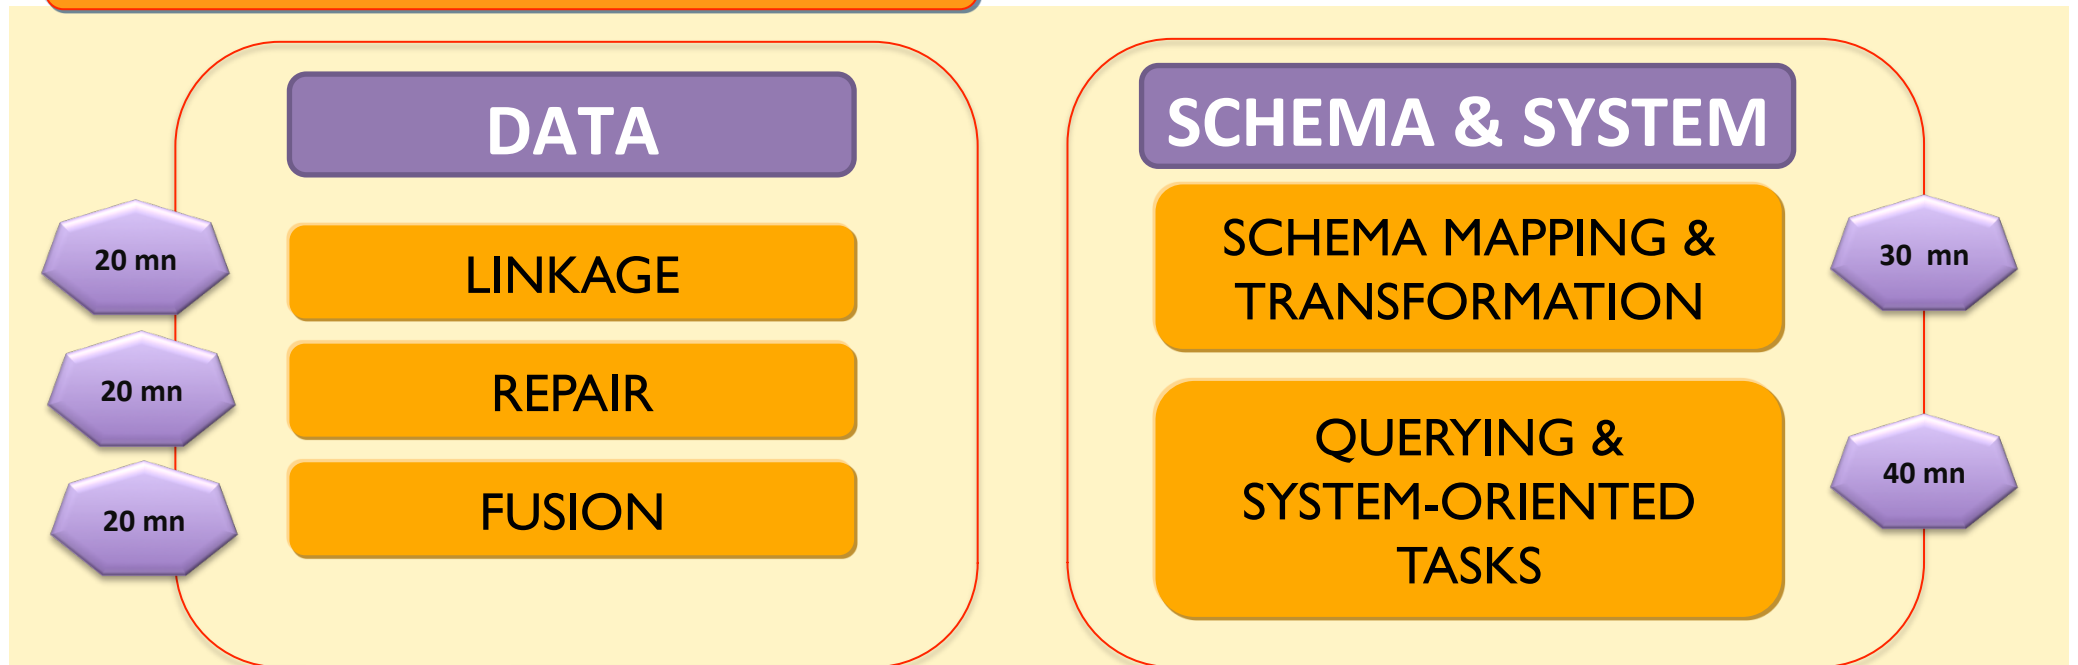 DATA
20 mn
LINKAGE
20 mn
REPAIR
20 mn
FUSION
SCHEMA & SYSTEM
SCHEMA MAPPING &
TRANSFORMATION
30 mn
QUERYING &
SYSTEM-ORIENTED
TASKS
40 mn